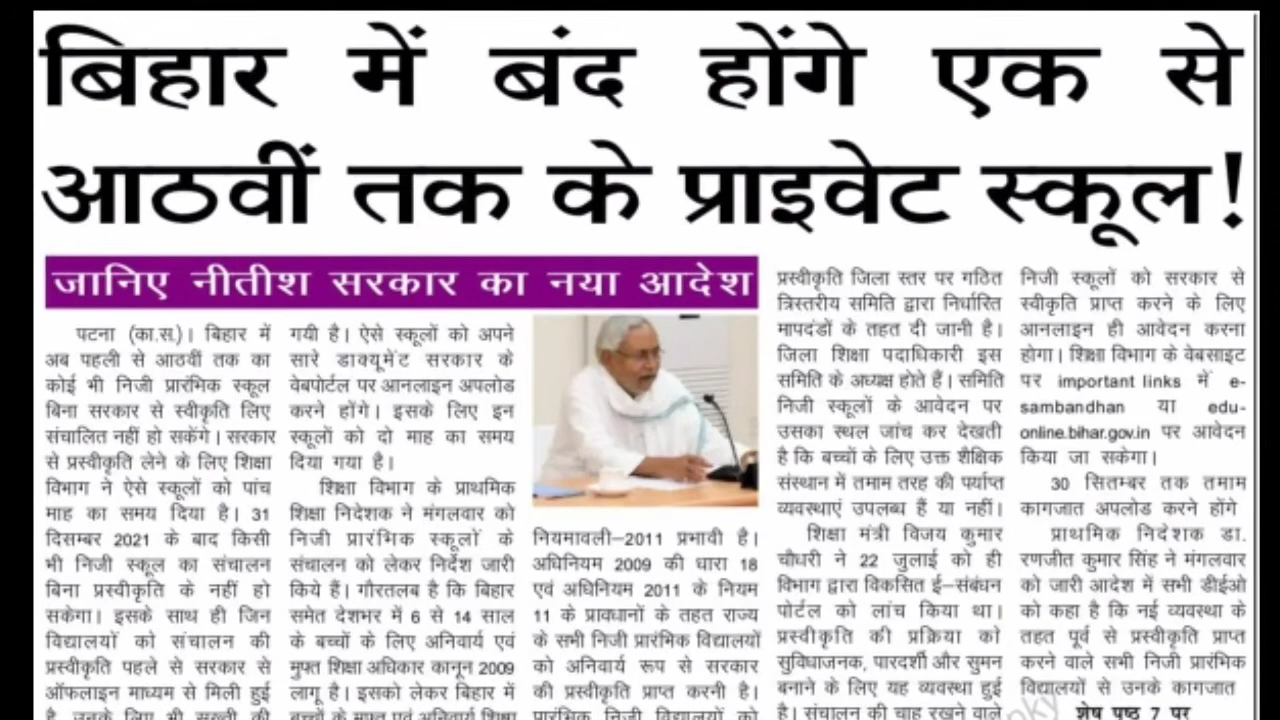 बिहार में बंद होंगे एक से
आठवीं तक के प्राइवेट स्कूल!
जानिए नीतीश सरकार का नया आदेश
पटना (का.स.)। बिहार में
अब पहली से आठवीं तक का
कोई भी निजी प्रारंभिक स्कूल
बिना सरकार से स्वीकृति लिए
संचालित नहीं हो सकेंगे। सरकार
से प्रस्वीकृति लेने के लिए शिक्षा
विभाग ने ऐसे स्कूलों को पांच
माह का समय दिया है। 31
दिसम्बर 2021 के बाद किसी
भी निजी स्कूल का संचालन
बिना प्रस्वीकृति के नहीं हो
सकेगा। इसके साथ ही जिन
विद्यालयों को संचालन की
प्रस्वीकृति पहले से सरकार से
ऑफलाइन माध्यम से मिली हुई
है, उनके लिए भी सख्ती की
गयी है। ऐसे स्कूलों को अपने
सारे डाक्यूमेंट सरकार के
वेबपोर्टल पर आनलाइन अपलोड
करने होंगे। इसके लिए इन
स्कूलों को दो माह का समय
दिया गया है।
शिक्षा विभाग के प्राथमिक
शिक्षा निदेशक ने मंगलवार को
निजी प्रारंभिक स्कूलों के
संचालन को लेकर निर्देश जारी
किये हैं। गौरतलब है कि बिहार
समेत देशभर में 6 से 14 साल
के बच्चों के लिए अनिवार्य एवं
मुफ्त शिक्षा अधिकार कानून 2009
लागू है। इसको लेकर बिहार में
बच्चों के मुफ्त एवं अनिवार्य शिक्षा
नियमावली–2011 प्रभावी है।
अधिनियम 2009 की धारा 18
एवं अधिनियम 2011 के नियम
11 के प्रावधानों के तहत राज्य
के सभी निजी प्रारंभिक विद्यालयों
को अनिवार्य रूप से सरकार
की प्रस्वीकृति प्राप्त करनी है।
प्रारंभिक निजी विद्यालयों को
प्रस्वीकृति जिला स्तर पर गठित
त्रिस्तरीय समिति द्वारा निर्धारित
मापदंडों के तहत दी जानी है।
जिला शिक्षा पदाधिकारी इस
समिति के अध्यक्ष होते हैं। समिति
निजी स्कूलों के आवेदन पर
उसका स्थल जांच कर देखती
है कि बच्चों के लिए उक्त शैक्षिक
संस्थान में तमाम तरह की पर्याप्त
व्यवस्थाएं उपलब्ध हैं या नहीं।
शिक्षा मंत्री विजय कुमार
चौधरी ने 22 जुलाई को ही
विभाग द्वारा विकसित ई–संबंधन
पोर्टल को लांच किया था।
प्रस्वीकृति की प्रक्रिया को
सुविधाजनक, पारदर्शी और सुमन
बनाने के लिए यह व्यवस्था हुई
है। संचालन की चाह रखने वाले
निजी स्कूलों को सरकार से
स्वीकृति प्राप्त करने के लिए
आनलाइन ही आवेदन करना
होगा। शिक्षा विभाग के वेबसाइट
पर important links में e-
sambandhan या edu-
online.bihar.gov.in पर आवेदन
किया जा सकेगा।
30 सितम्बर तक तमाम
कागजात अपलोड करने होंगे
प्राथमिक निदेशक डा.
रणजीत कुमार सिंह ने मंगलवार
को जारी आदेश में सभी डीईओ
को कहा है कि नई व्यवस्था के
तहत पूर्व से प्रस्वीकृति प्राप्त
करने वाले सभी निजी प्रारंभिक
विद्यालयों से उनके कागजात
शेष पृष्ठ 7 पर